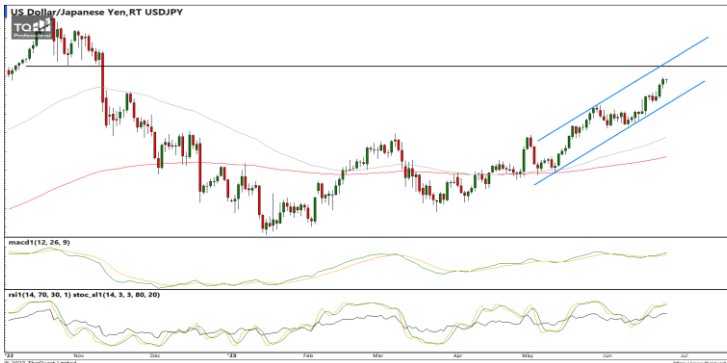 US Dollar/Japanese Yen,RT USDJPY
TQ
Professional
macd1(12, 26, 9)
rsi1(14, 70, 30, 1) stoc_sl1(14, 3, 3, 80, 20)
'22 Nov Dec '23 Feb Mar Apr May Jun Jul